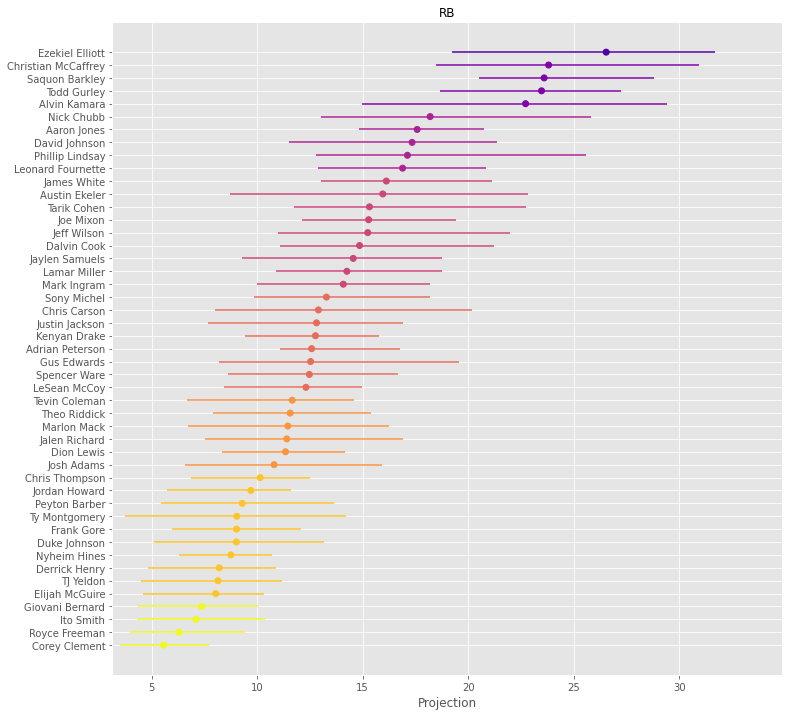 RB
Ezekiel Elliott
Christian McCaffrey
Saquon Barkley
Todd Gurley
Alvin Kamara
Nick Chubb
Aaron Jones
David Johnson
Phillip Lindsay
Leonard Fournette
James White
Austin Ekeler
Tarik Cohen
Joe Mixon
Jeff Wilson
Dalvin Cook
Jaylen Samuels
Lamar Miller
Mark Ingram
Sony Michel
Chris Carson
Justin Jackson
Kenyan Drake
Adrian Peterson
Gus Edwards
Spencer Ware
LeSean McCoy
Tevin Coleman
Theo Riddick
Marlon Mack
Jalen Richard
Dion Lewis
Josh Adams
Chris Thompson
Jordan Howard
Peyton Barber
Ty Montgomery
Frank Gore
Duke Johnson
Nyheim Hines
Derrick Henry
TJ Yeldon
Elijah McGuire
Giovani Bernard
Ito Smith
Royce Freeman
Corey Clement
5 10 15 20 25 30
Projection